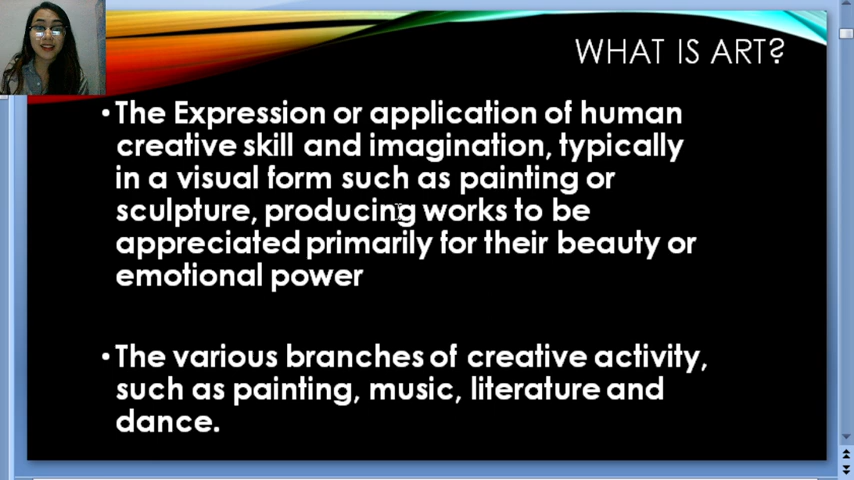 WHAT IS ART?
• The Expression or application of human
creative skill and imagination, typically
in a visual form such as painting or
sculpture, producing works to be
appreciated primarily for their beauty or
emotional power
• The various branches of creative activity,
such as painting, music, literature and
dance.